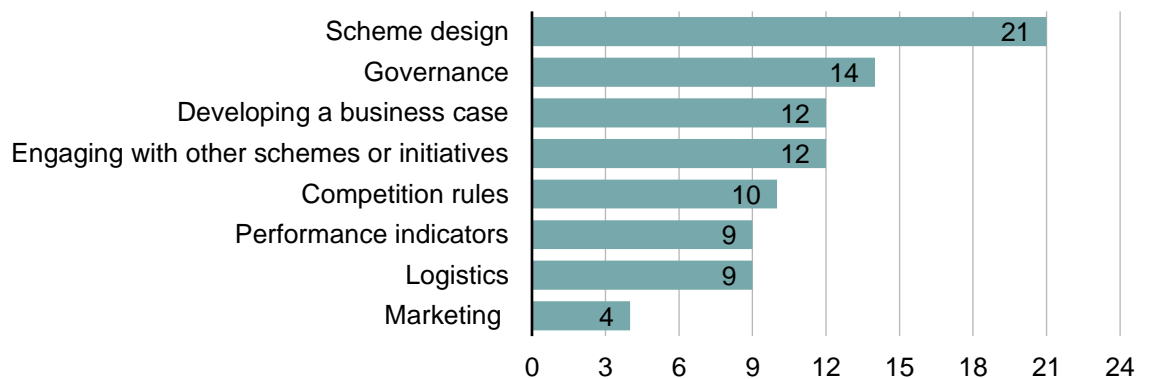 Scheme design 21
Governance 14
Developing a business case 12
Engaging with other schemes or initiatives 12
Competition rules 10
Performance indicators 9
Logistics 9
Marketing 4
0 3 6 9 12 15 18 21 24